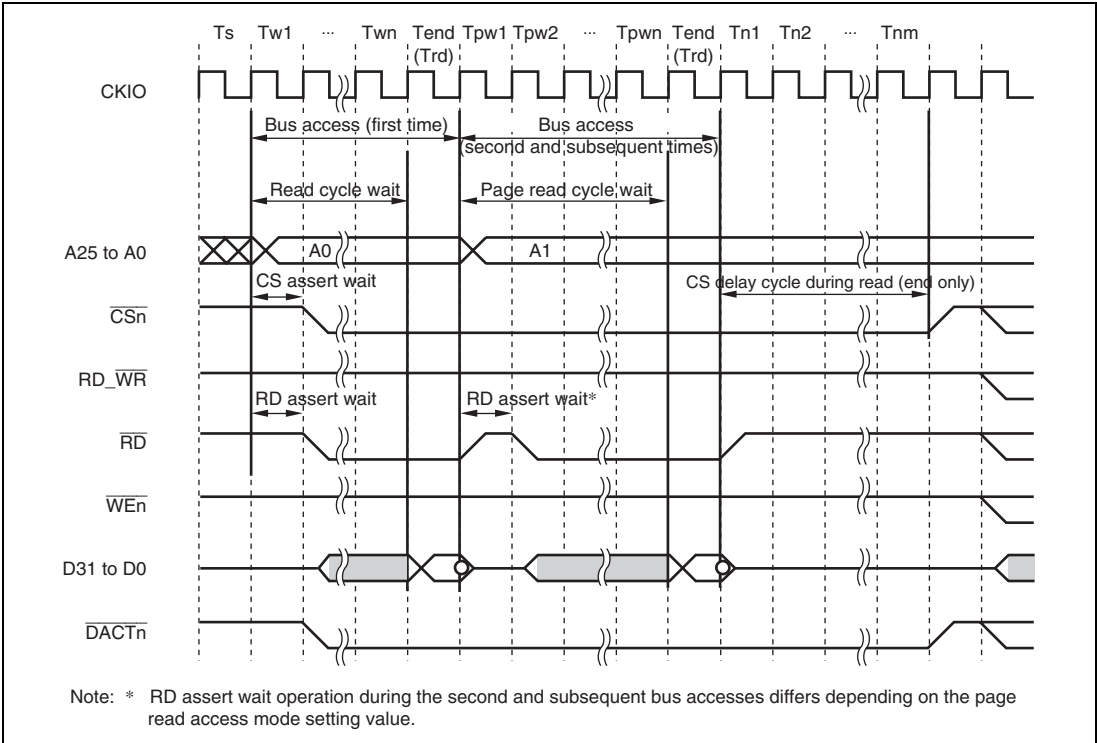 Ts Tw1 ... Twn Tend Tpw1 Tpw2 ... Tpwn Tend Tn1 Tn2 ... Tnm
(Trd) (Trd)
CKIO
Bus access (first time) Bus access
(second and subsequent times)
Read cycle wait Page read cycle wait
A25 to A0 A0 A1
CS assert wait CS delay cycle during read (end only)
CSn
RD_WR
RD assert wait RD assert wait*
RD
WEn
D31 to D0
DACTn
Note: * RD assert wait operation during the second and subsequent bus accesses differs depending on the page
read access mode setting value.